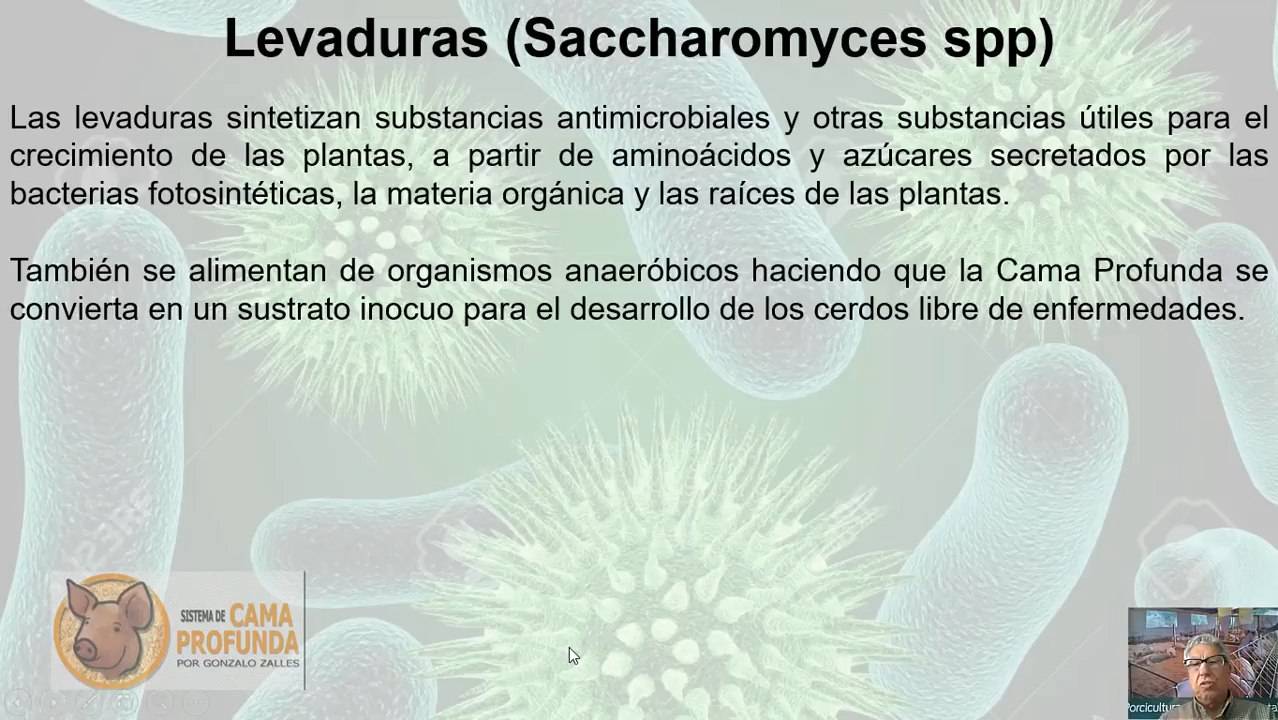 Levaduras (Saccharomyces spp)
Las levaduras sintetizan substancias antimicrobiales y otras substancias útiles para el
crecimiento de las plantas, a partir de aminoácidos y azúcares secretados por las
bacterias fotosintéticas, la materia orgánica y las raíces de las plantas.
También se alimentan de organismos anaeróbicos haciendo que la Cama Profunda se
convierta en un sustrato inocuo para el desarrollo de los cerdos libre de enfermedades.
SISTEMA DE CAMA
PROFUNDA
POR GONZALO ZALLES